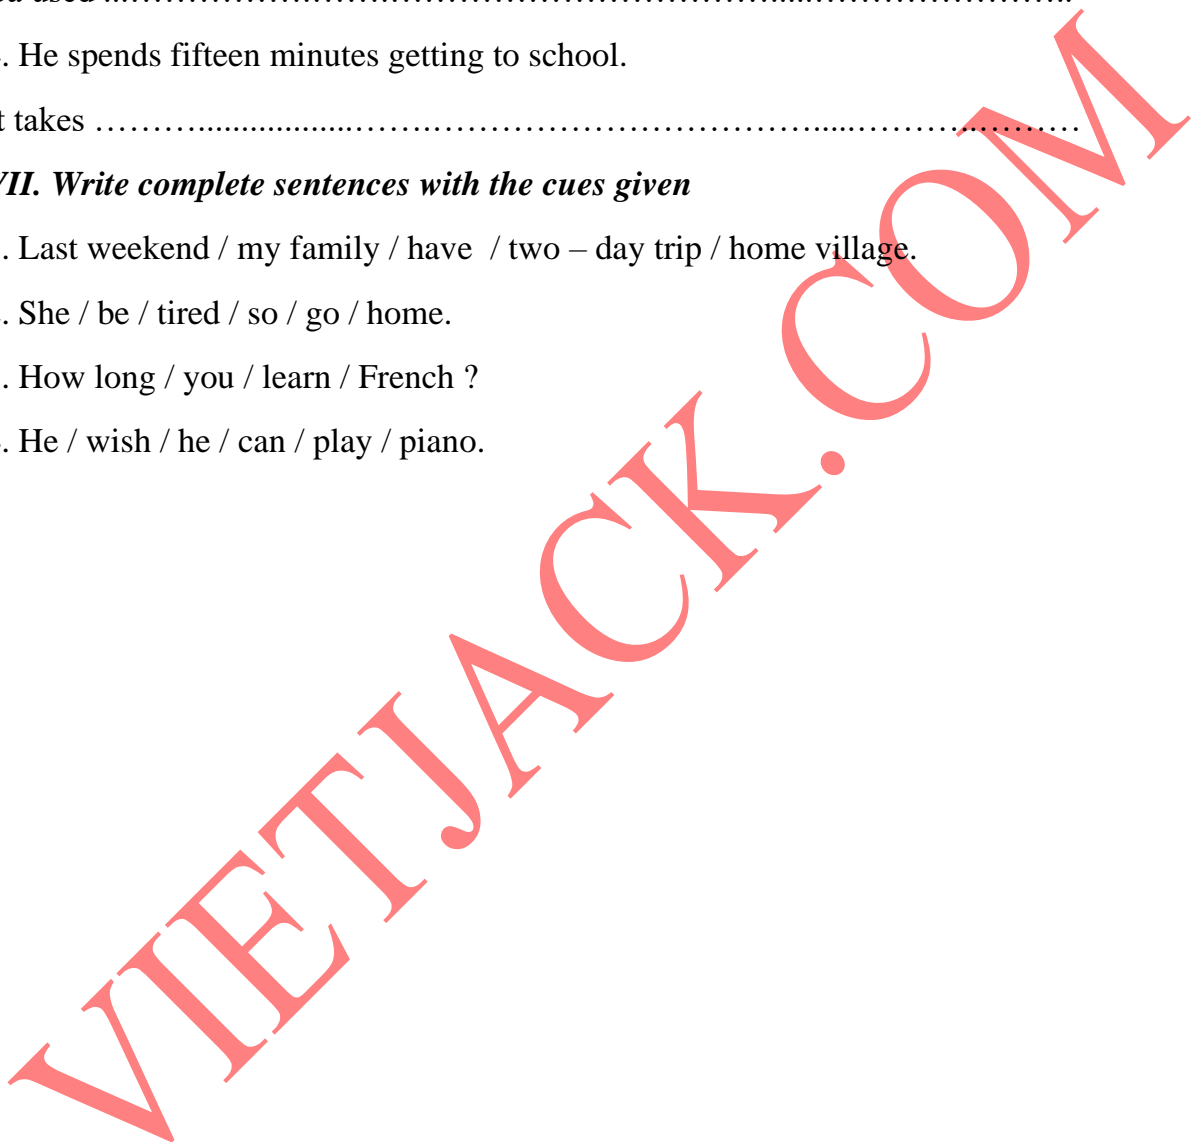 used ..……………………………………………………....…………………..
. He spends fifteen minutes getting to school.
t takes ………..................…….……………………………....……………………
VII. Write complete sentences with the cues given
. Last weekend / my family / have / two – day trip / home village.
. She / be / tired / so / go / home.
. How long / you / learn / French ?
. He / wish / he / can / play / piano.
VIETJACK.COM